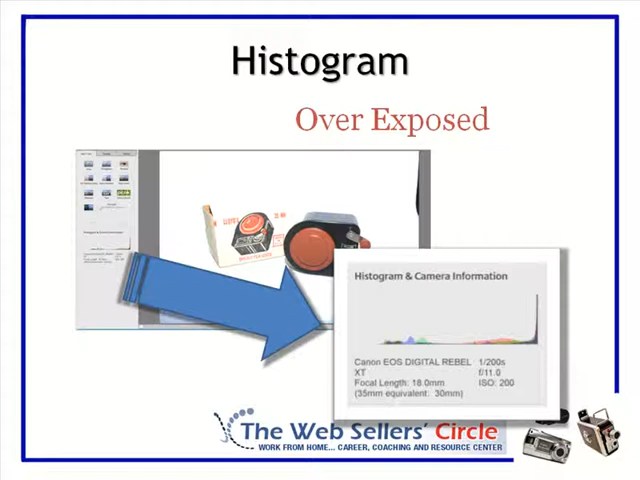 Histogram
Over Exposed
Histogram & Camera Information
Canon EOS DIGITAL REBEL 1/200s
XT f/11.0
Focal Length: 18.0mm ISO: 200
(35mm equivalent: 30mm)
The Web Sellers' Circle
WORK FROM HOME... CAREER, COACHING AND RESOURCE CENTER